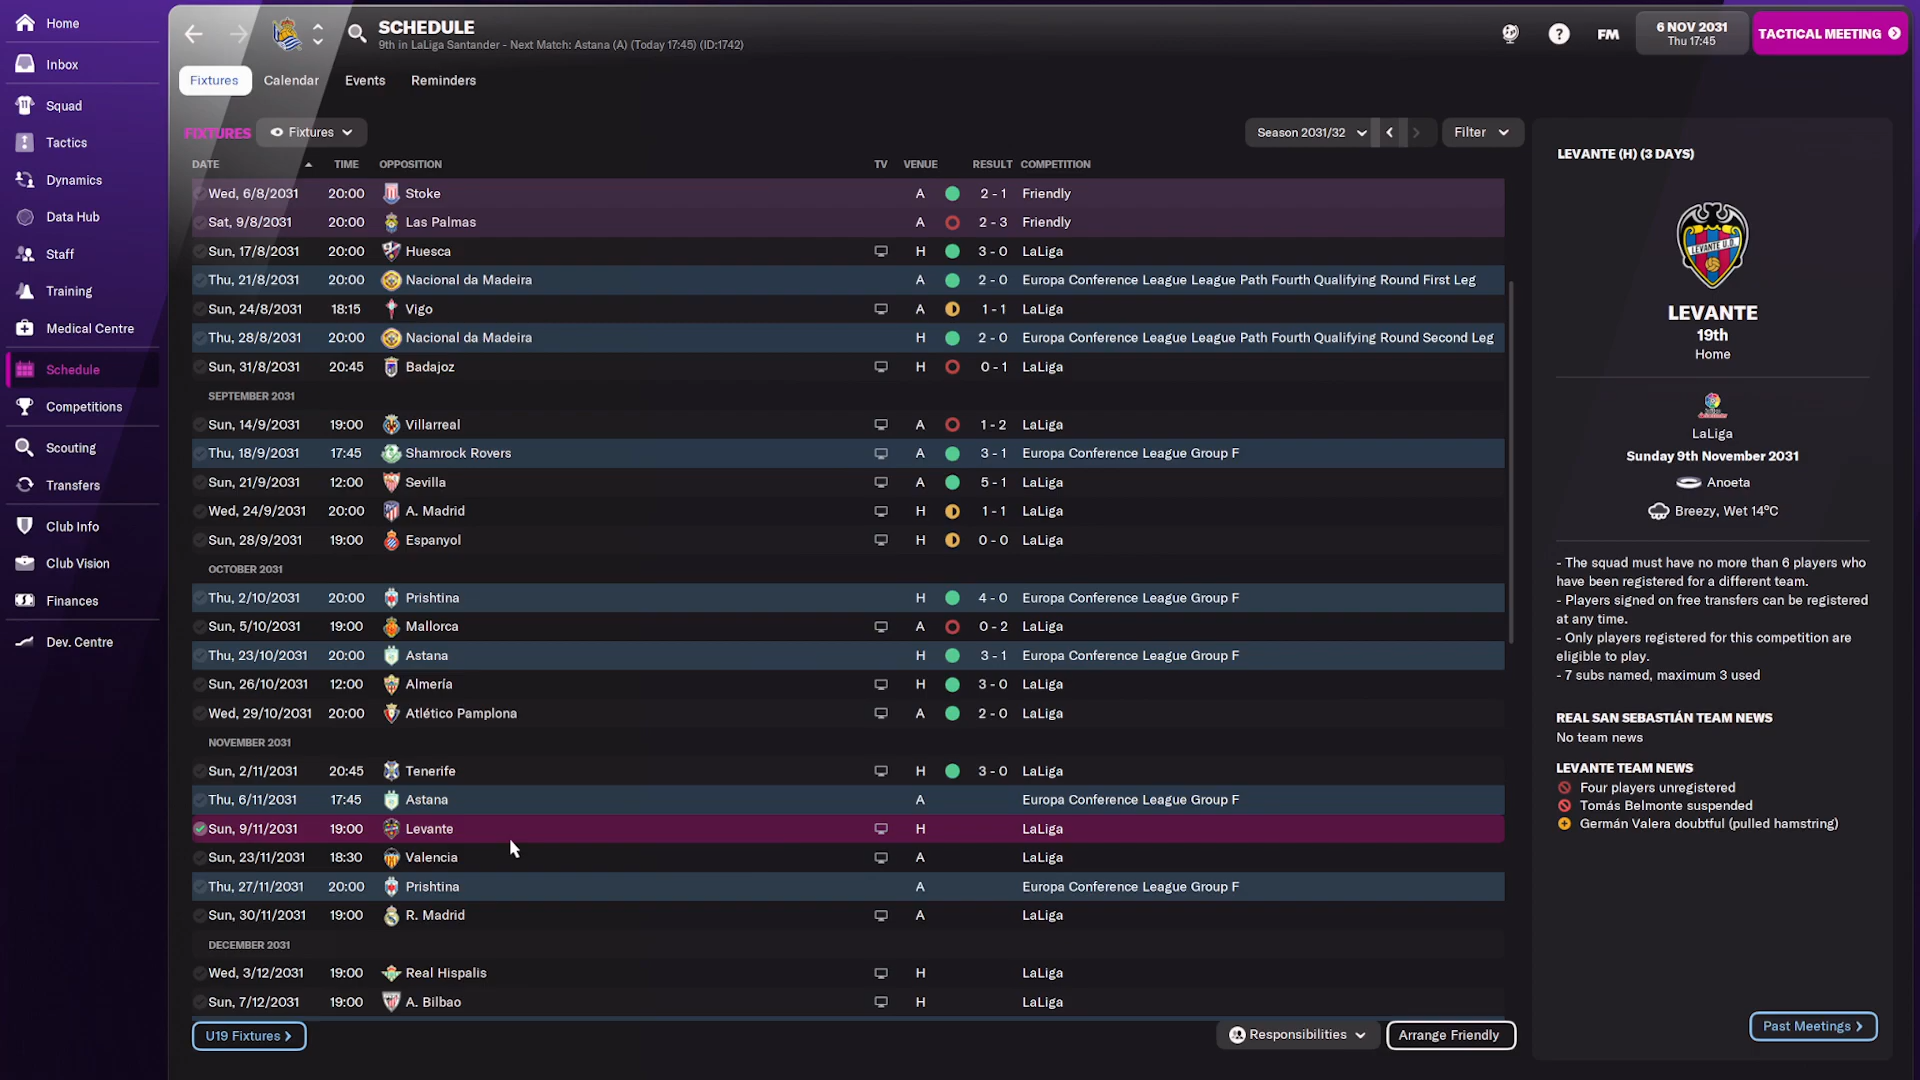 Home
Inbox
Squad
Tactics
Dynamics
Data Hub
Staff
Training
Medical Centre
Schedule
Competitions
Scouting
Transfers
Club Info
Club Vision
Finances
Dev. Centre
SCHEDULE
9th in LaLiga Santander - Next Match: Astana (A) (Today 17:45) (ID:1742)
FM
6 NOV 2031
Thu 17:45
TACTICAL MEETING
Fixtures Calendar Events Reminders
FIXTURES Fixtures Season 2031/32 Filter
DATE TIME OPPOSITION TV VENUE RESULT COMPETITION
Wed, 6/8/2031 20:00 Stoke A 2 - 1 Friendly
Sat, 9/8/2031 20:00 Las Palmas A 2 - 3 Friendly
Sun, 17/8/2031 20:00 Huesca H 3 - 0 LaLiga
Thu, 21/8/2031 20:00 Nacional da Madeira A 2 - 0 Europa Conference League League Path Fourth Qualifying Round First Leg
Sun, 24/8/2031 18:15 Vigo A 1 - 1 LaLiga
Thu, 28/8/2031 20:00 Nacional da Madeira H 2 - 0 Europa Conference League League Path Fourth Qualifying Round Second Leg
Sun, 31/8/2031 20:45 Badajoz H 0 - 1 LaLiga
SEPTEMBER 2031
Sun, 14/9/2031 19:00 Villarreal A 1 - 2 LaLiga
Thu, 18/9/2031 17:45 Shamrock Rovers A 3 - 1 Europa Conference League Group F
Sun, 21/9/2031 12:00 Sevilla A 5 - 1 LaLiga
Wed, 24/9/2031 20:00 A. Madrid H 1 - 1 LaLiga
Sun, 28/9/2031 19:00 Espanyol H 0 - 0 LaLiga
OCTOBER 2031
Thu, 2/10/2031 20:00 Prishtina H 4 - 0 Europa Conference League Group F
Sun, 5/10/2031 19:00 Mallorca A 0 - 2 LaLiga
Thu, 23/10/2031 20:00 Astana H 3 - 1 Europa Conference League Group F
Sun, 26/10/2031 12:00 Almería H 3 - 0 LaLiga
Wed, 29/10/2031 20:00 Atlético Pamplona A 2 - 0 LaLiga
NOVEMBER 2031
Sun, 2/11/2031 20:45 Tenerife H 3 - 0 LaLiga
Thu, 6/11/2031 17:45 Astana A Europa Conference League Group F
Sun, 9/11/2031 19:00 Levante H LaLiga
Sun, 23/11/2031 18:30 Valencia A LaLiga
Thu, 27/11/2031 20:00 Prishtina A Europa Conference League Group F
Sun, 30/11/2031 19:00 R. Madrid A LaLiga
DECEMBER 2031
Wed, 3/12/2031 19:00 Real Hispalis H LaLiga
Sun, 7/12/2031 19:00 A. Bilbao H LaLiga
U19 Fixtures
Responsibilities
Arrange Friendly
LEVANTE (H) (3 DAYS)
LEVANTE U.D.
LEVANTE
19th
Home
LaLiga
Sunday 9th November 2031
Anoeta
Breezy, Wet 14ºC
- The squad must have no more than 6 players who
have been registered for a different team.
- Players signed on free transfers can be registered
at any time.
- Only players registered for this competition are
eligible to play.
- 7 subs named, maximum 3 used
REAL SAN SEBASTIÁN TEAM NEWS
No team news
LEVANTE TEAM NEWS
Four players unregistered
Tomás Belmonte suspended
Germán Valera doubtful (pulled hamstring)
Past Meetings